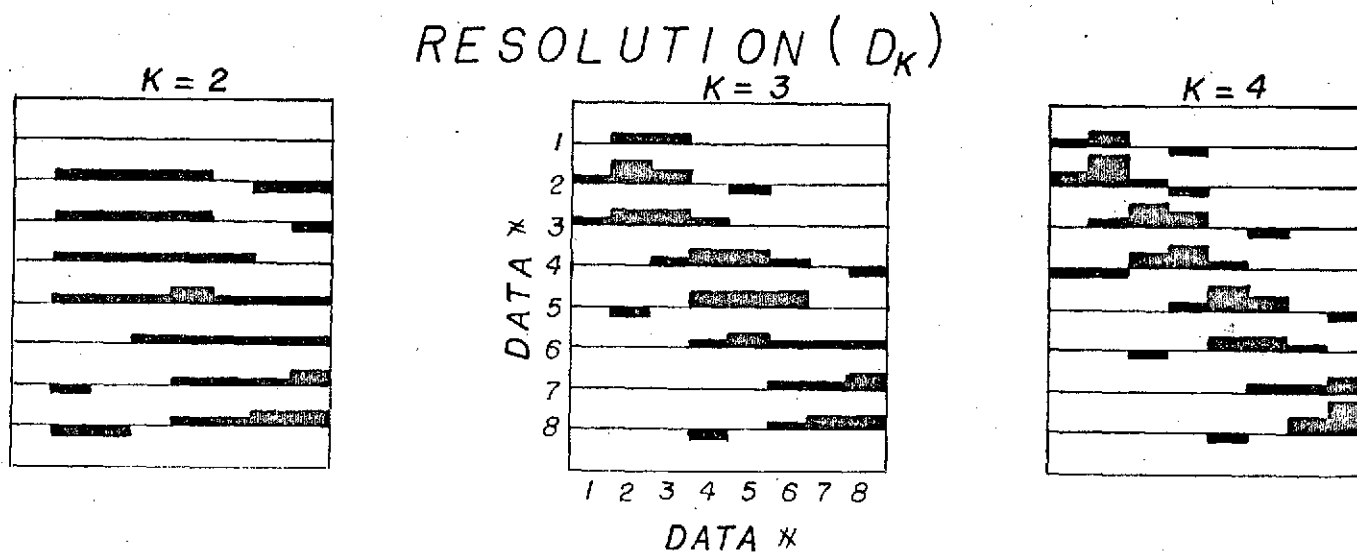 RESOLUTION (D_K)
K = 2
K = 3
K = 4
1
2
3
4
5
6
7
8
DATA #
1 2 3 4 5 6 7 8
DATA #